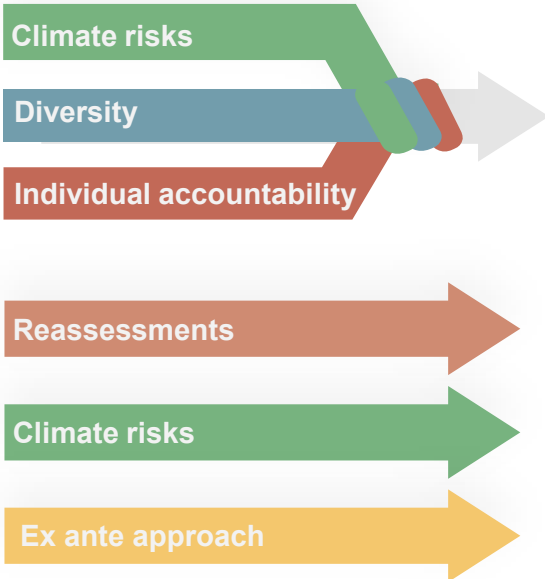 Climate risks
Diversity
Individual accountability
Reassessments
Climate risks
Ex ante approach